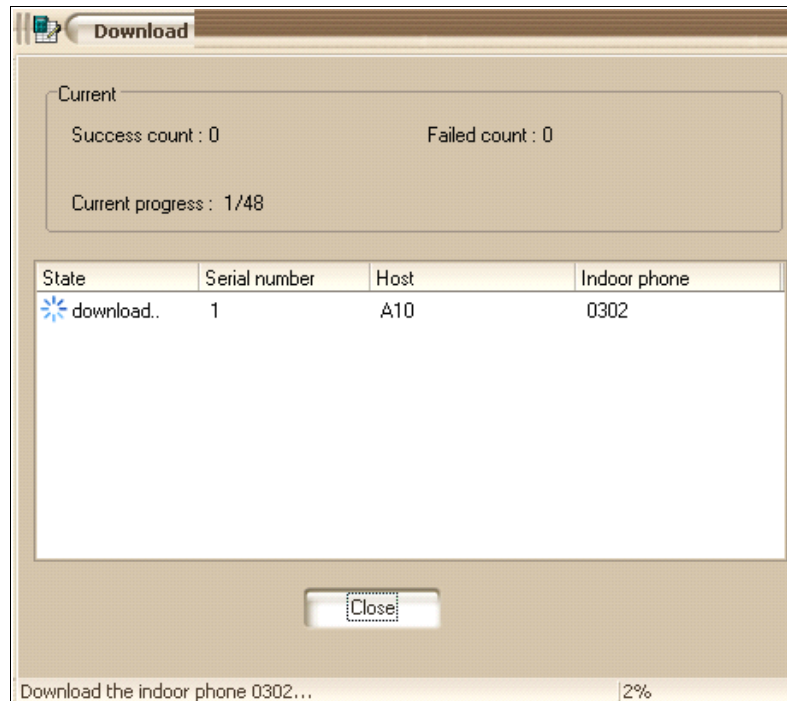 Download
Current
Success count : 0 Failed count : 0
Current progress : 1/48
State Serial number Host Indoor phone
download.. 1 A10 0302
Close
Download the indoor phone 0302... 2%